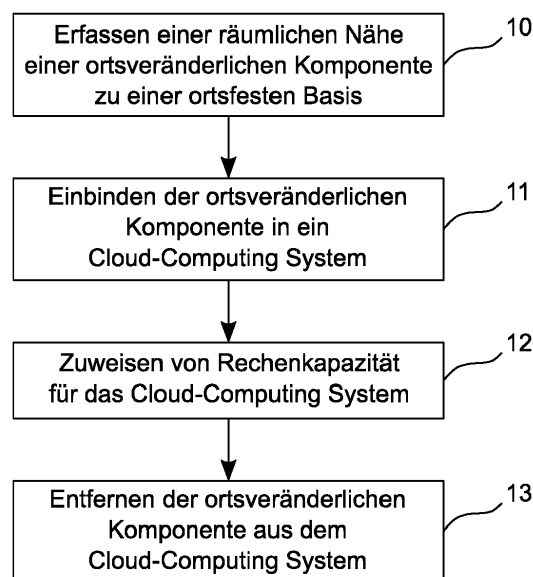 Erfassen einer räumlichen Nähe
einer ortsveränderlichen Komponente
zu einer ortsfesten Basis
10
Einbinden der ortsveränderlichen
Komponente in ein
Cloud-Computing System
11
Zuweisen von Rechenkapazität
für das Cloud-Computing System
12
Entfernen der ortsveränderlichen
Komponente aus dem
Cloud-Computing System
13